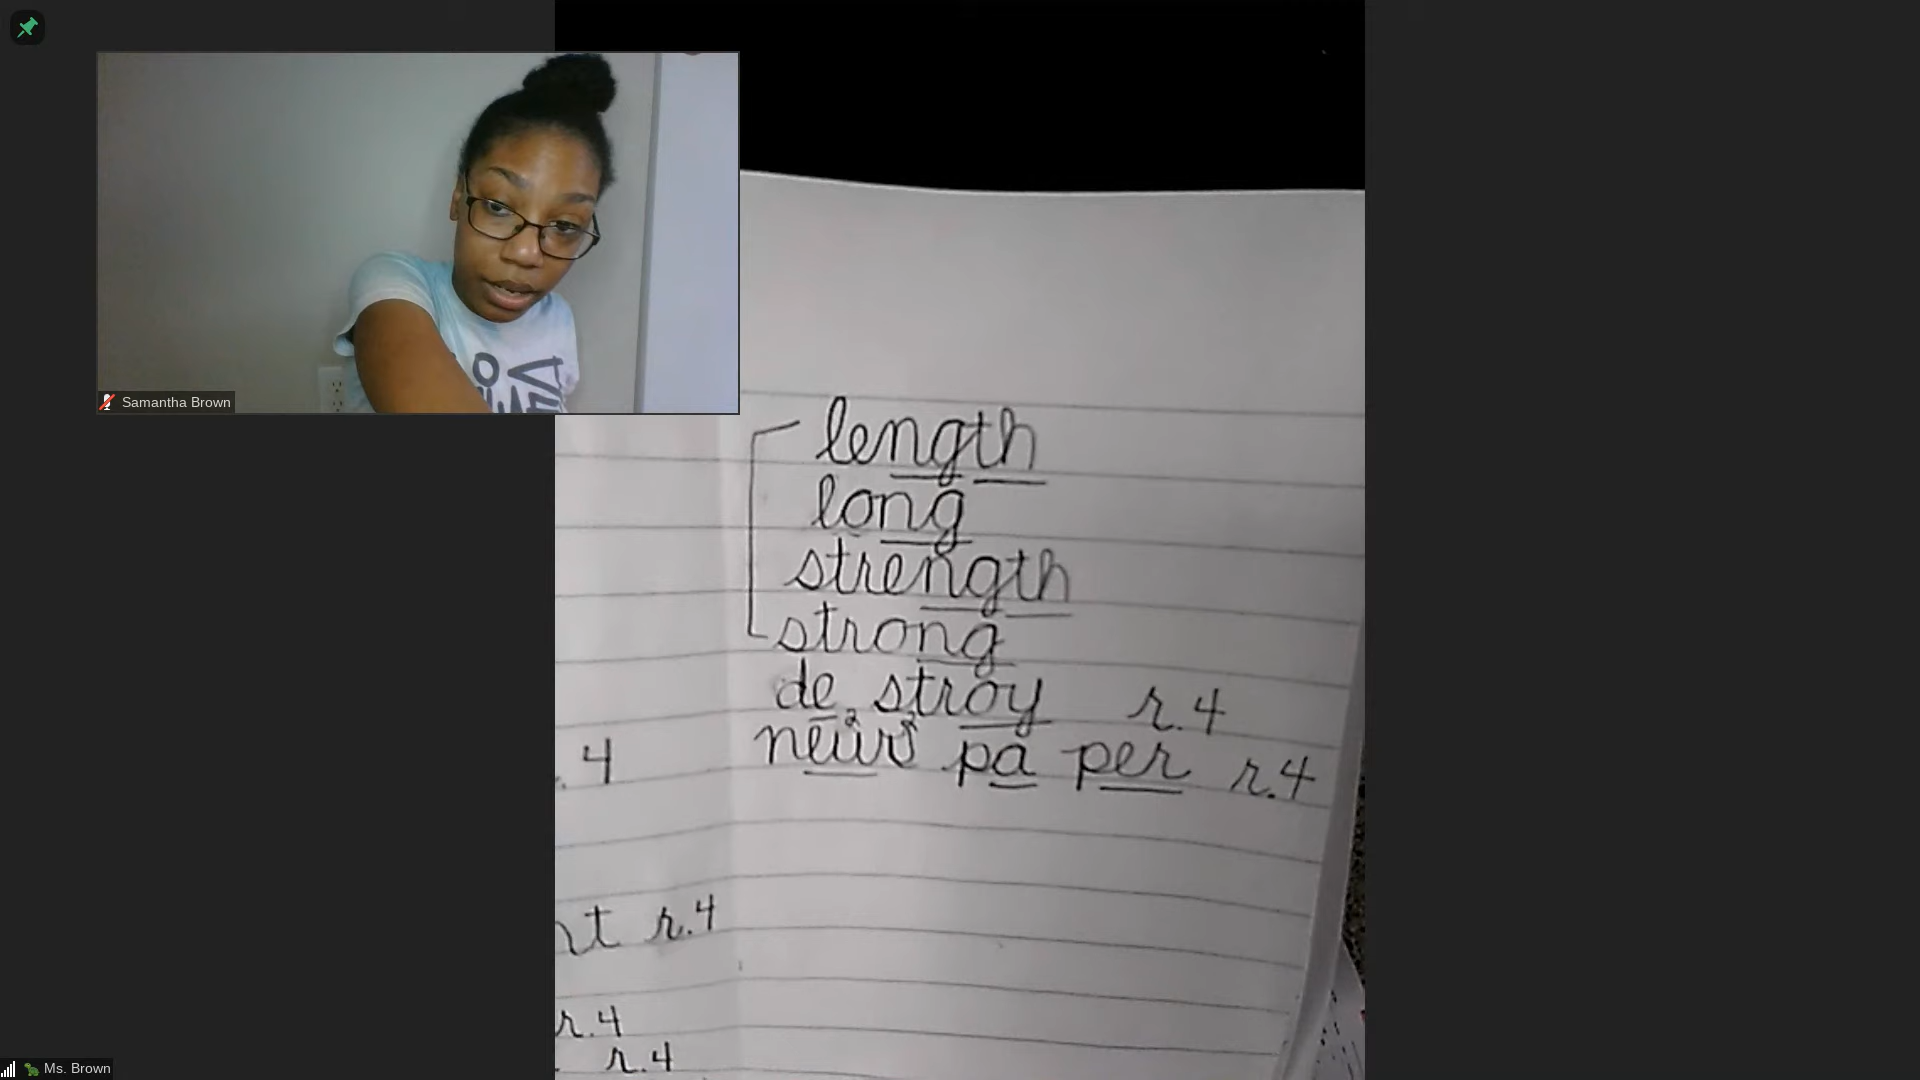 Samantha Brown
length
long
strength
strong
de stroy r.4
news pa per r.4
. 4
nt r.4
r.4
. r.4
Ms. Brown